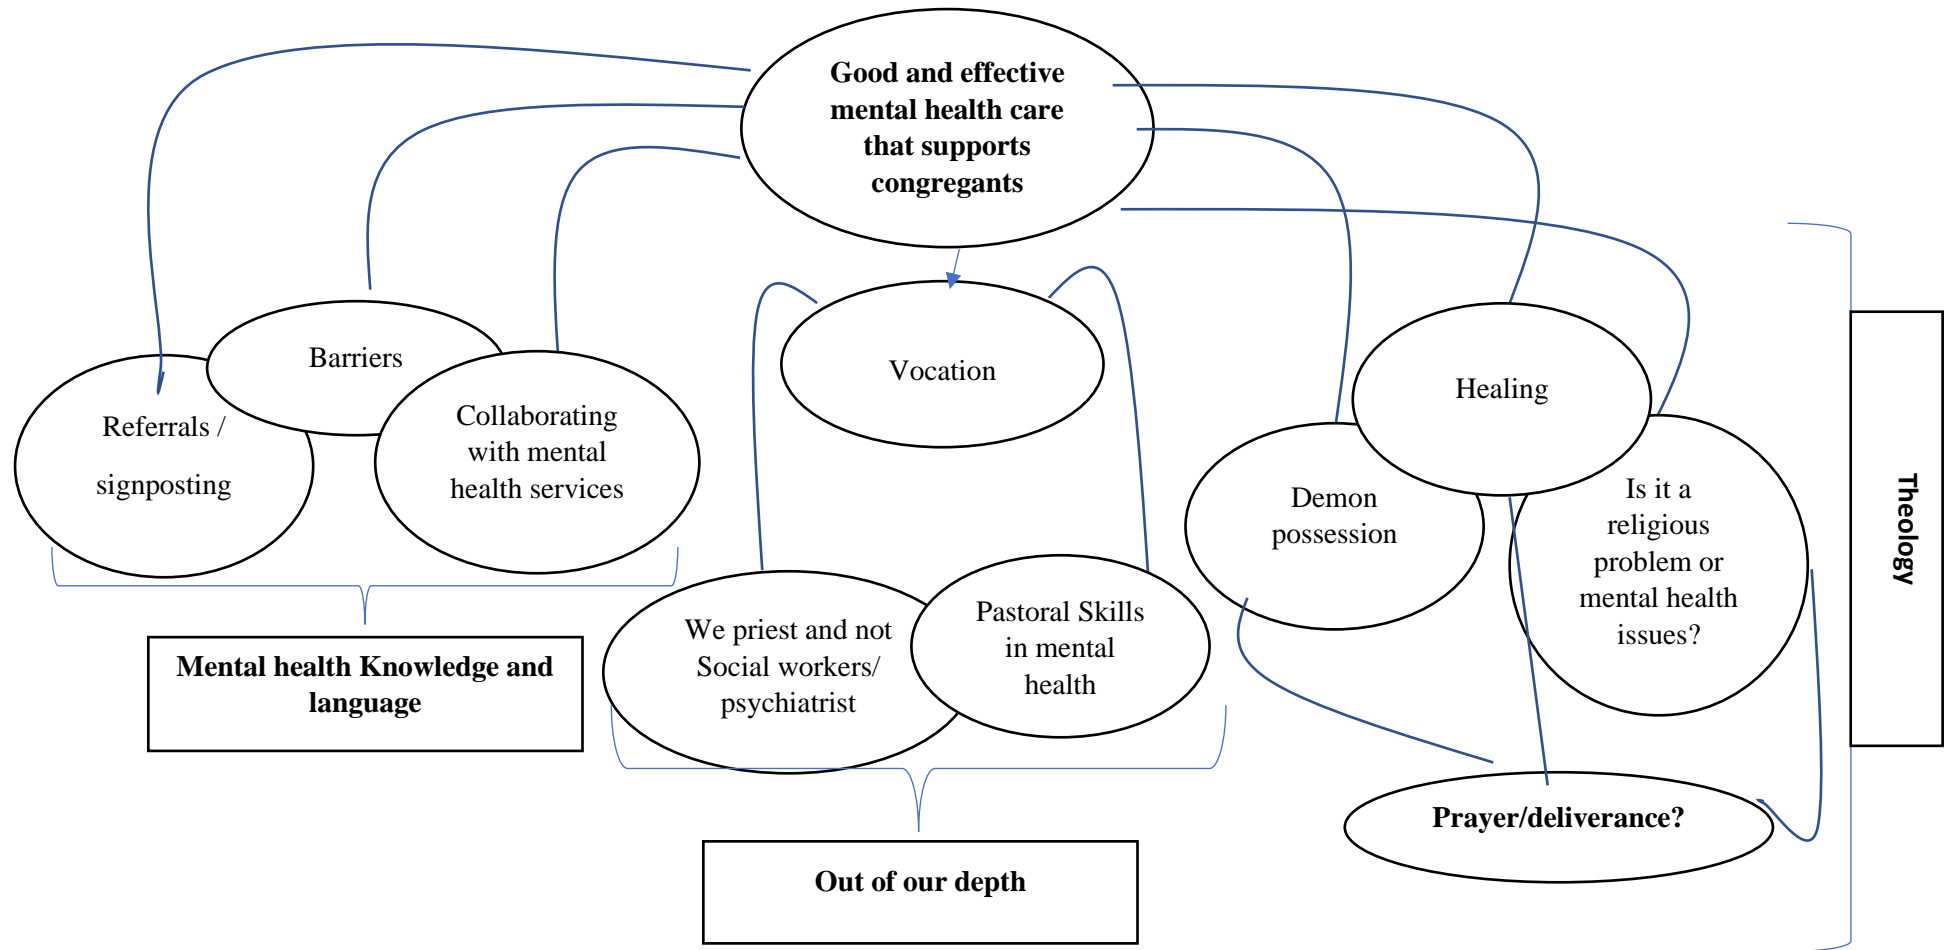 Good and effective
mental health care
that supports
congregants
Barriers
Referrals /
signposting
Collaborating
with mental
health services
Mental health Knowledge and
language
Vocation
We priest and not
Social workers/
psychiatrist
Pastoral Skills
in mental
health
Out of our depth
Healing
Demon
possession
Is it a
religious
problem or
mental health
issues?
Prayer/deliverance?
Theology